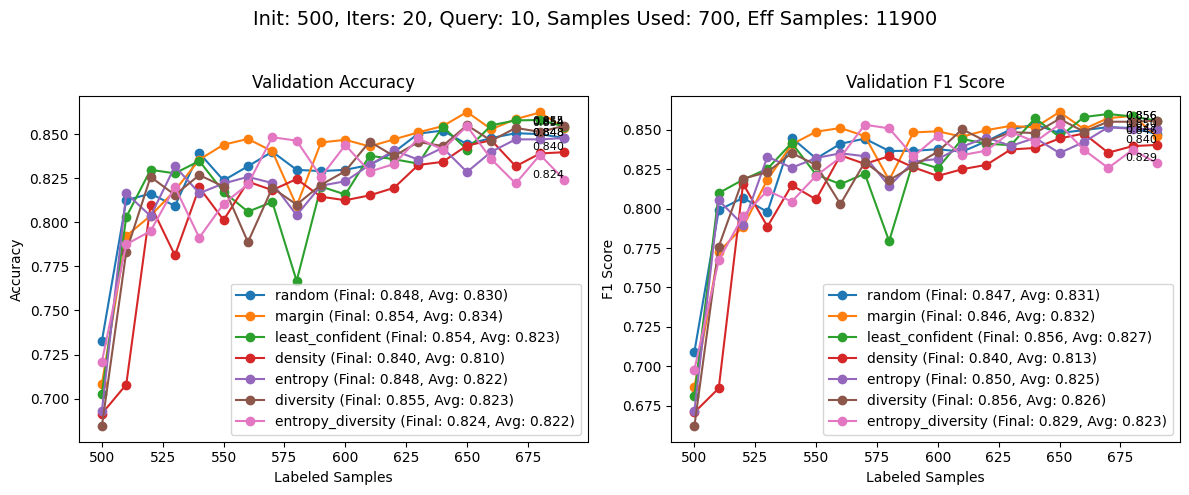 Init: 500, Iters: 20, Query: 10, Samples Used: 700, Eff Samples: 11900
Validation Accuracy
Accuracy
0.850
0.825
0.800
0.775
0.750
0.725
0.700
0.848
0.840
0.824
random (Final: 0.848, Avg: 0.830)
margin (Final: 0.854, Avg: 0.834)
least_confident (Final: 0.854, Avg: 0.823)
density (Final: 0.840, Avg: 0.810)
entropy (Final: 0.848, Avg: 0.822)
diversity (Final: 0.855, Avg: 0.823)
entropy_diversity (Final: 0.824, Avg: 0.822)
500 525 550 575 600 625 650 675
Labeled Samples
Validation F1 Score
F1 Score
0.850
0.825
0.800
0.775
0.750
0.725
0.700
0.675
0.856
0.840
0.829
random (Final: 0.847, Avg: 0.831)
margin (Final: 0.846, Avg: 0.832)
least_confident (Final: 0.856, Avg: 0.827)
density (Final: 0.840, Avg: 0.813)
entropy (Final: 0.850, Avg: 0.825)
diversity (Final: 0.856, Avg: 0.826)
entropy_diversity (Final: 0.829, Avg: 0.823)
500 525 550 575 600 625 650 675
Labeled Samples